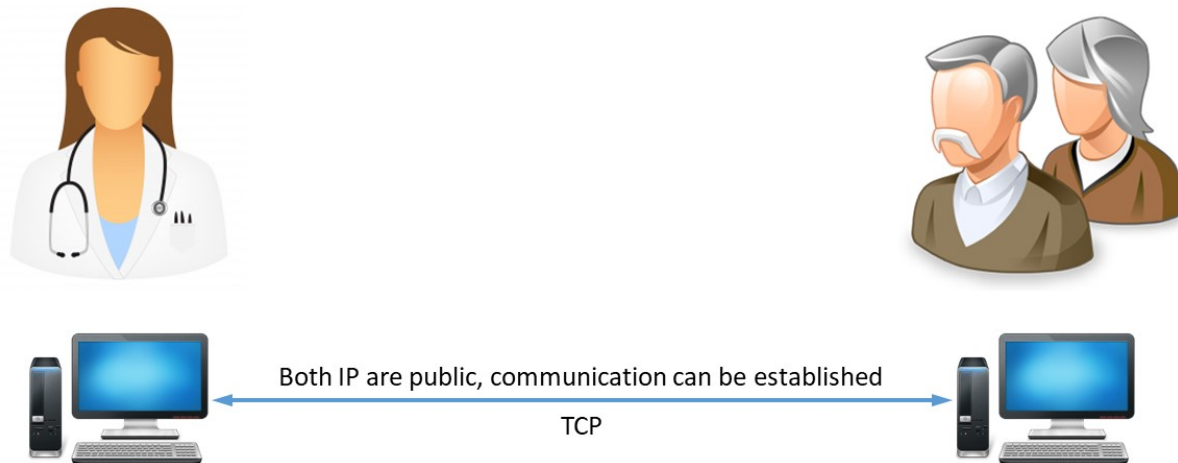 Both IP are public, communication can be established
TCP